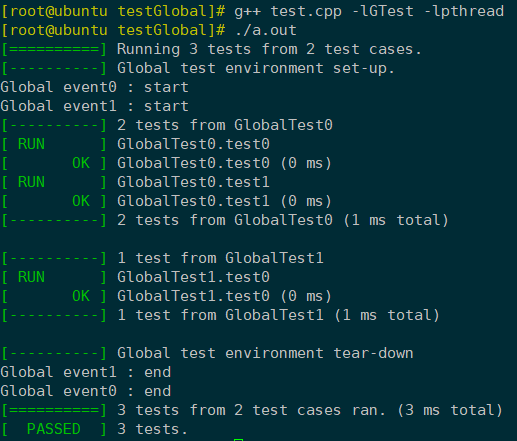 [root@ubuntu testGlobal]# g++ test.cpp -lGTest -lpthread
[root@ubuntu testGlobal]# ./a.out
[==========] Running 3 tests from 2 test cases.
[----------] Global test environment set-up.
Global event0 : start
Global event1 : start
[----------] 2 tests from GlobalTest0
[ RUN      ] GlobalTest0.test0
[       OK ] GlobalTest0.test0 (0 ms)
[ RUN      ] GlobalTest0.test1
[       OK ] GlobalTest0.test1 (0 ms)
[----------] 2 tests from GlobalTest0 (1 ms total)

[----------] 1 test from GlobalTest1
[ RUN      ] GlobalTest1.test0
[       OK ] GlobalTest1.test0 (0 ms)
[----------] 1 test from GlobalTest1 (1 ms total)

[----------] Global test environment tear-down
Global event1 : end
Global event0 : end
[==========] 3 tests from 2 test cases ran. (3 ms total)
[  PASSED  ] 3 tests.